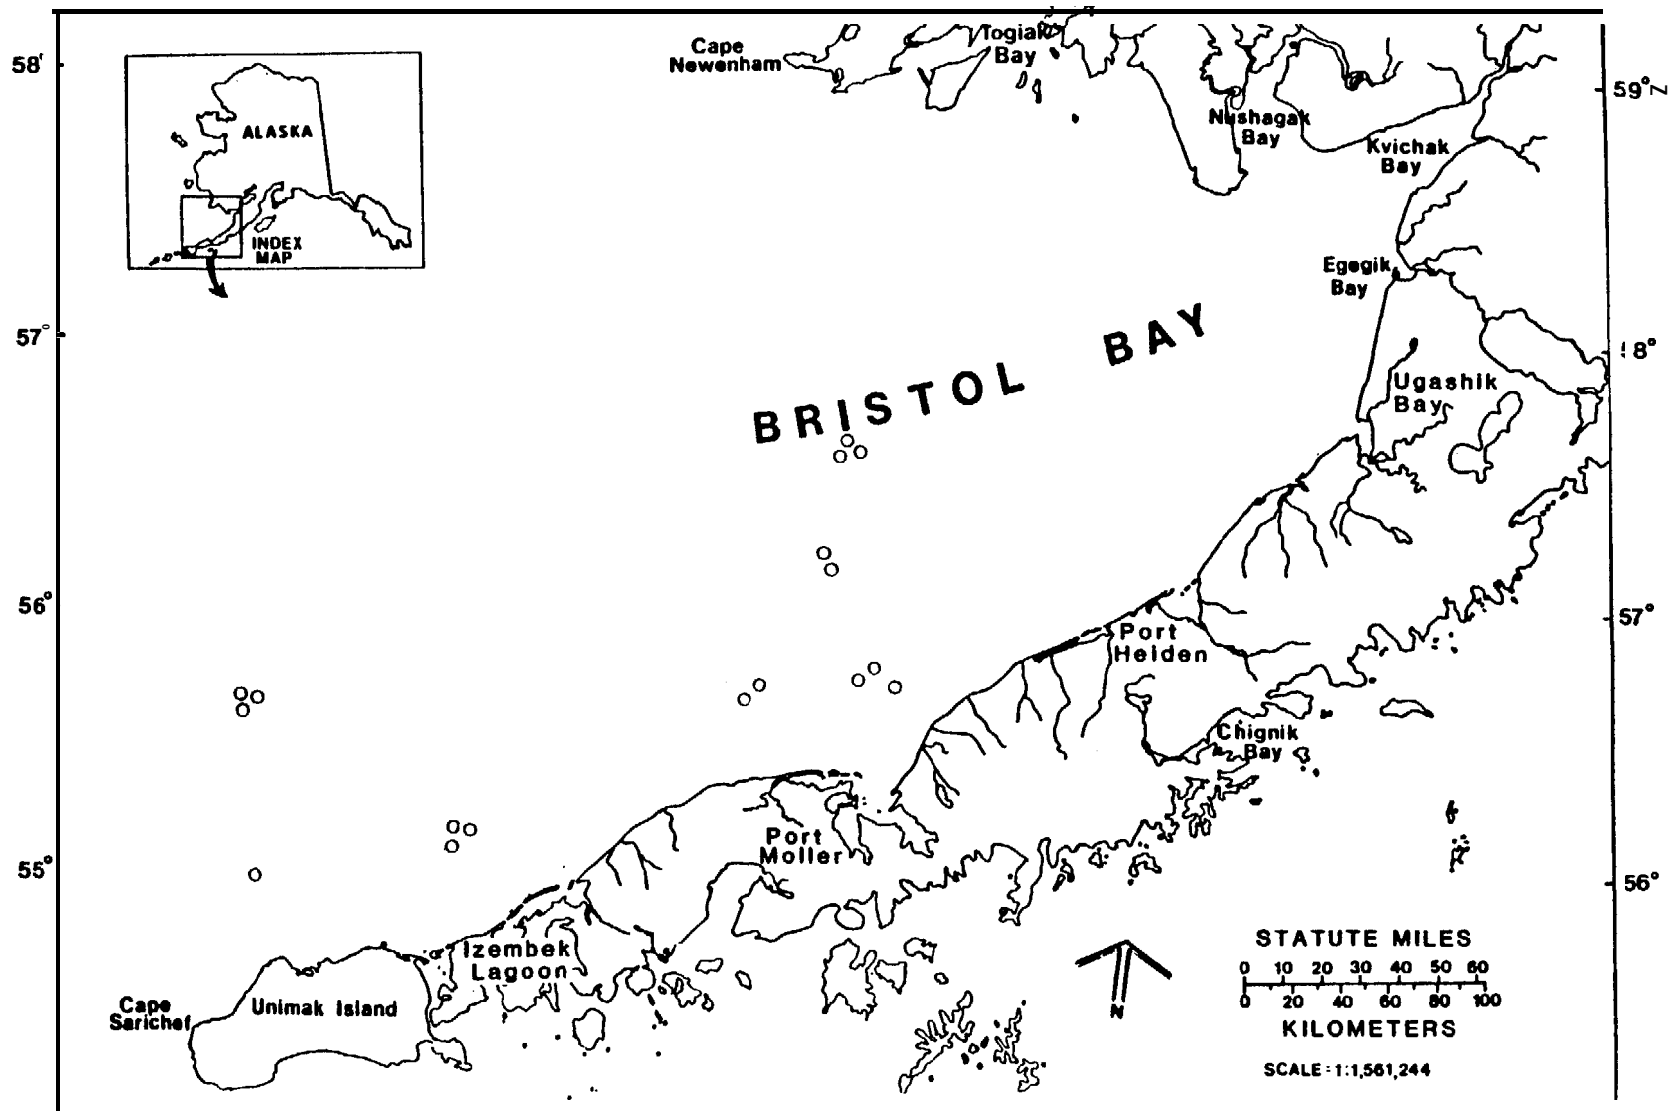 58'
Cape
Newenham
Togiak
Bay
59°
Nushagak
Bay
Kvichak
Bay
ALASKA
INDEX
MAP
Egegik
Bay
57°
BRISTOL BAY
8°
Ugashik
Bay
56°
57°
Port
Heiden
Chignik
Bay
55°
Port
Moller
56°
Izembek
Lagoon
Cape
Sarichef
Unimak Island
N
STATUTE MILES
0 10 20 30 40 50 60
0 20 40 60 80 100
KILOMETERS
SCALE=1:1,561,244